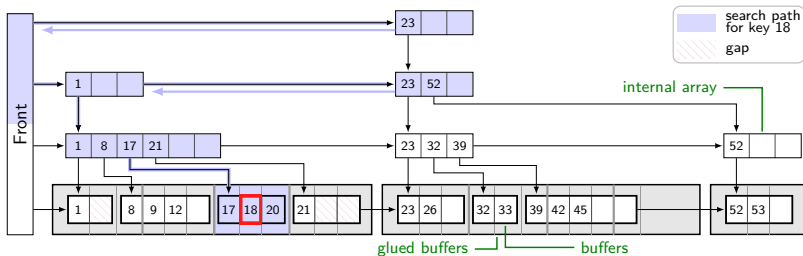 23
search path
for key 18
gap
1
23 52
internal array
Front
1 8 17 21
23 32 39
52
1 8 9 12 17 18 20 21
23 26 32 33 39 42 45
52 53
glued buffers
buffers